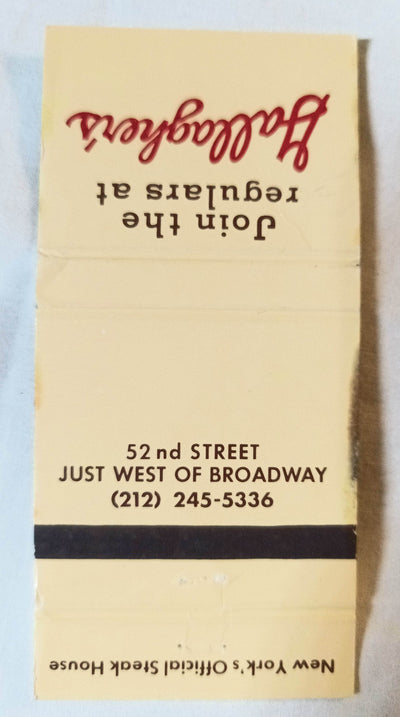 Join the
regulars at
Gallagher's
52nd STREET
JUST WEST OF BROADWAY
(212) 245-5336
New York's Official Steak House